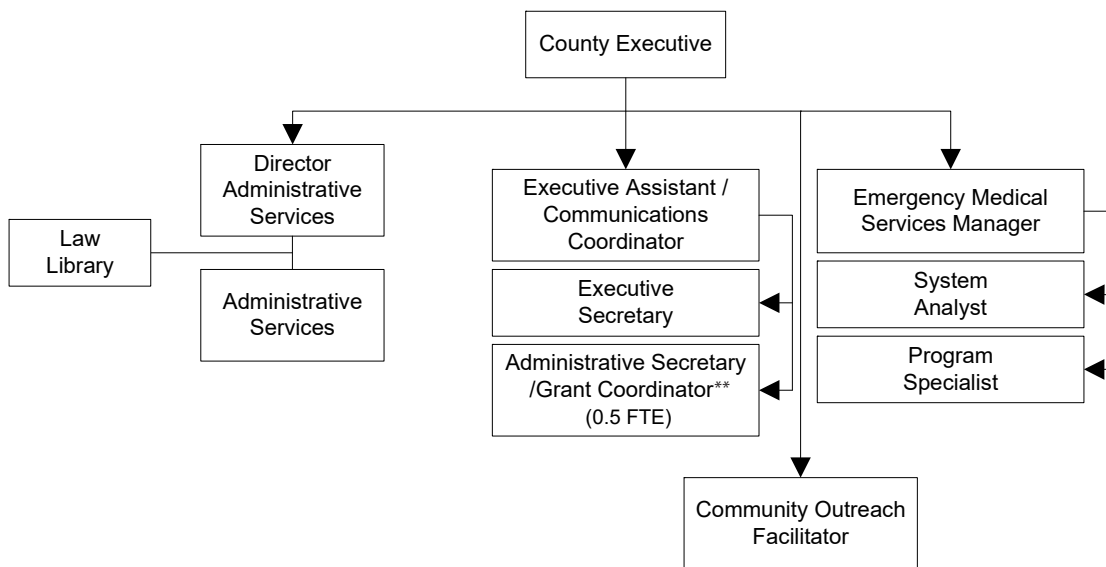 County Executive
Director
Administrative
Services
Law
Library
Administrative
Services
Executive Assistant /
Communications
Coordinator
Executive
Secretary
Administrative Secretary
/Grant Coordinator**
(0.5 FTE)
Emergency Medical
Services Manager
System
Analyst
Program
Specialist
Community Outreach
Facilitator